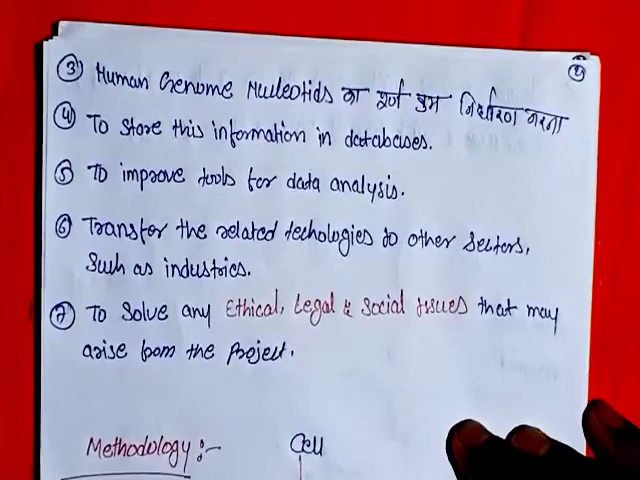 ③ Human Genome Nucleotids का पूर्ण क्रम निर्धारण करना
④ To Store this information in databases.
⑤ To improve tools for data analysis.
⑥ Transfer the related techologies to other Sectors,
Such as industries.
⑦ To Solve any Ethical, Legal & Social Issues that may
arise from the Project.
Methodology :-
Cell